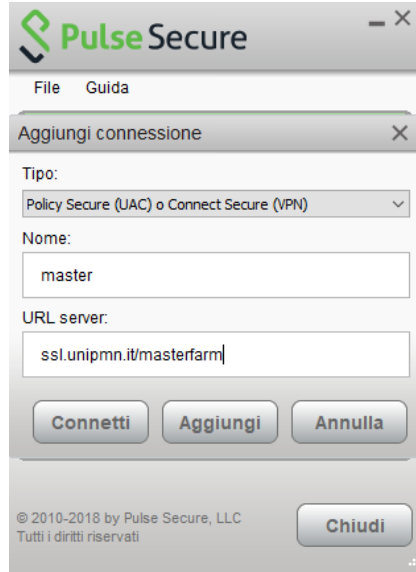 Pulse Secure
File Guida
Aggiungi connessione
Tipo:
Policy Secure (UAC) o Connect Secure (VPN)
Nome:
master
URL server:
ssl.unipmn.it/masterfarm
Connetti Aggiungi Annulla
© 2010-2018 by Pulse Secure, LLC
Tutti i diritti riservati
Chiudi